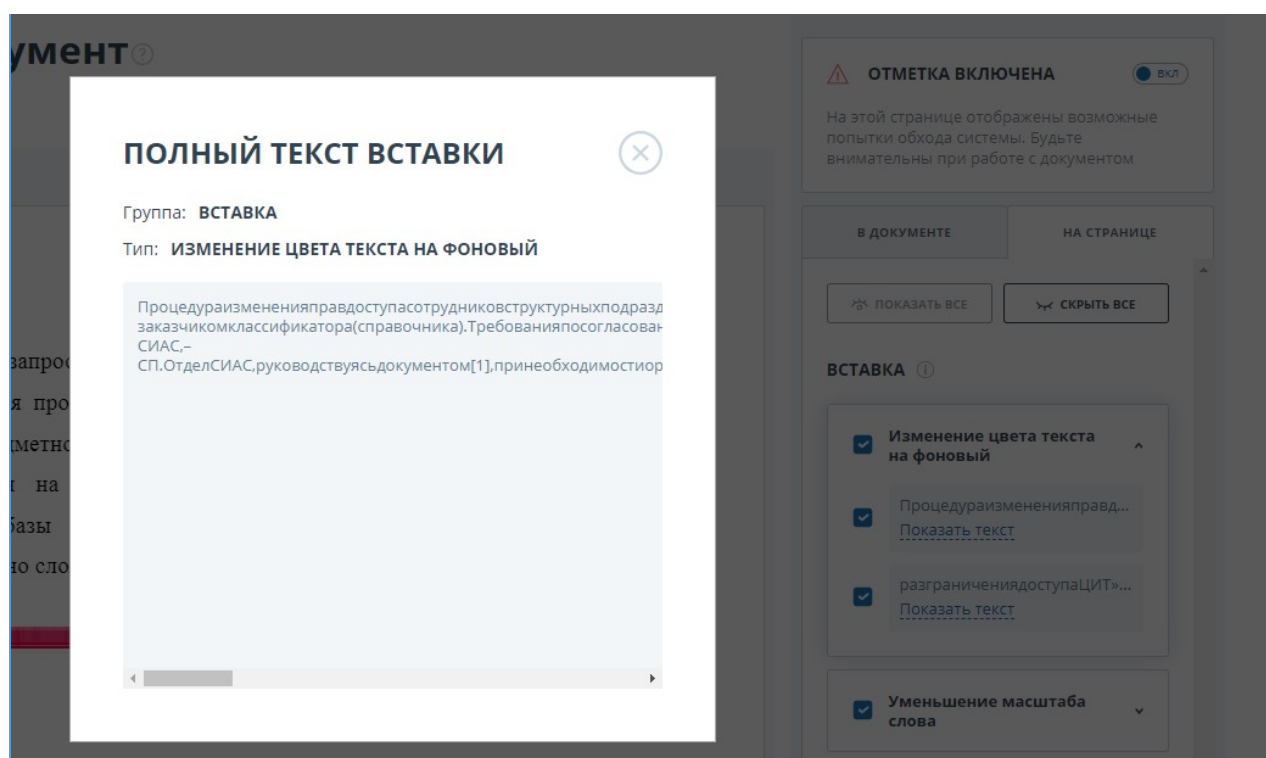 умент
ПОЛНЫЙ ТЕКСТ ВСТАВКИ
Группа: ВСТАВКА
Тип: ИЗМЕНЕНИЕ ЦВЕТА ТЕКСТА НА ФОНОВЫЙ
Процедураизмененияправдоступасотрудниковструктурныхподразд
заказчикомклассификатора(справочника).Требованияпосогласован
СИАС,–
СП.ОтделСИАС,руководствуясьдокументом[1],принеобходимостиор
запро
я про
метно
на
базы
но сло
ОТМЕТКА ВКЛЮЧЕНА
ВКЛ
На этой странице отображены возможные
попытки обхода системы. Будьте
внимательны при работе с документом
В ДОКУМЕНТЕ
НА СТРАНИЦЕ
ПОКАЗАТЬ ВСЕ
СКРЫТЬ ВСЕ
ВСТАВКА
Изменение цвета текста
на фоновый
Процедураизмененияправд...
Показать текст
разграничениядоступаЦИТ»...
Показать текст
Уменьшение масштаба
слова